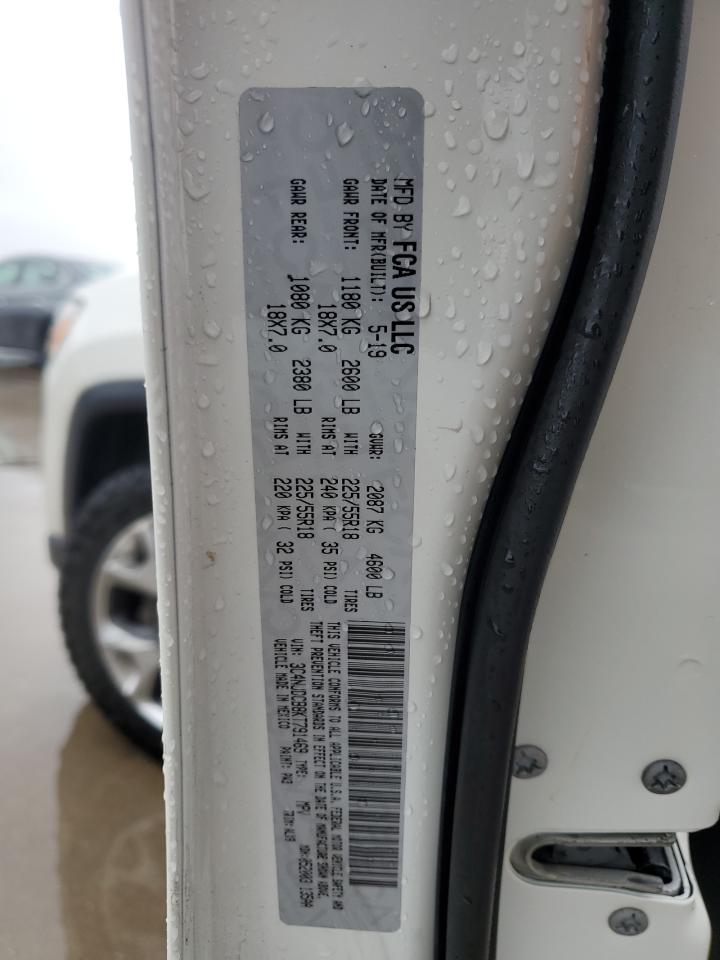 MFD BY FCA US LLC
DATE OF MFR(BUILT): 5-19 GVWR: 2087 KG 4600 LB
GAWR FRONT: 1180 KG 2600 LB WITH 225/55R18 TIRES
18X7.0 RIMS AT 240 KPA( 35 PSI) COLD
GAWR REAR: 1080 KG 2380 LB WITH 225/55R18 TIRES
18X7.0 RIMS AT 220 KPA( 32 PSI) COLD
THIS VEHICLE CONFORMS TO ALL APPLICABLE U.S.A. FEDERAL MOTOR VEHICLE SAFETY AND
THEFT PREVENTION STANDARDS IN EFFECT ON THE DATE OF MANUFACTURE SHOWN ABOVE.
VIN: 3C4NJDCB8KT791469 TYPE: MPV
VEHICLE MADE IN MEXICO PAINT: PW3